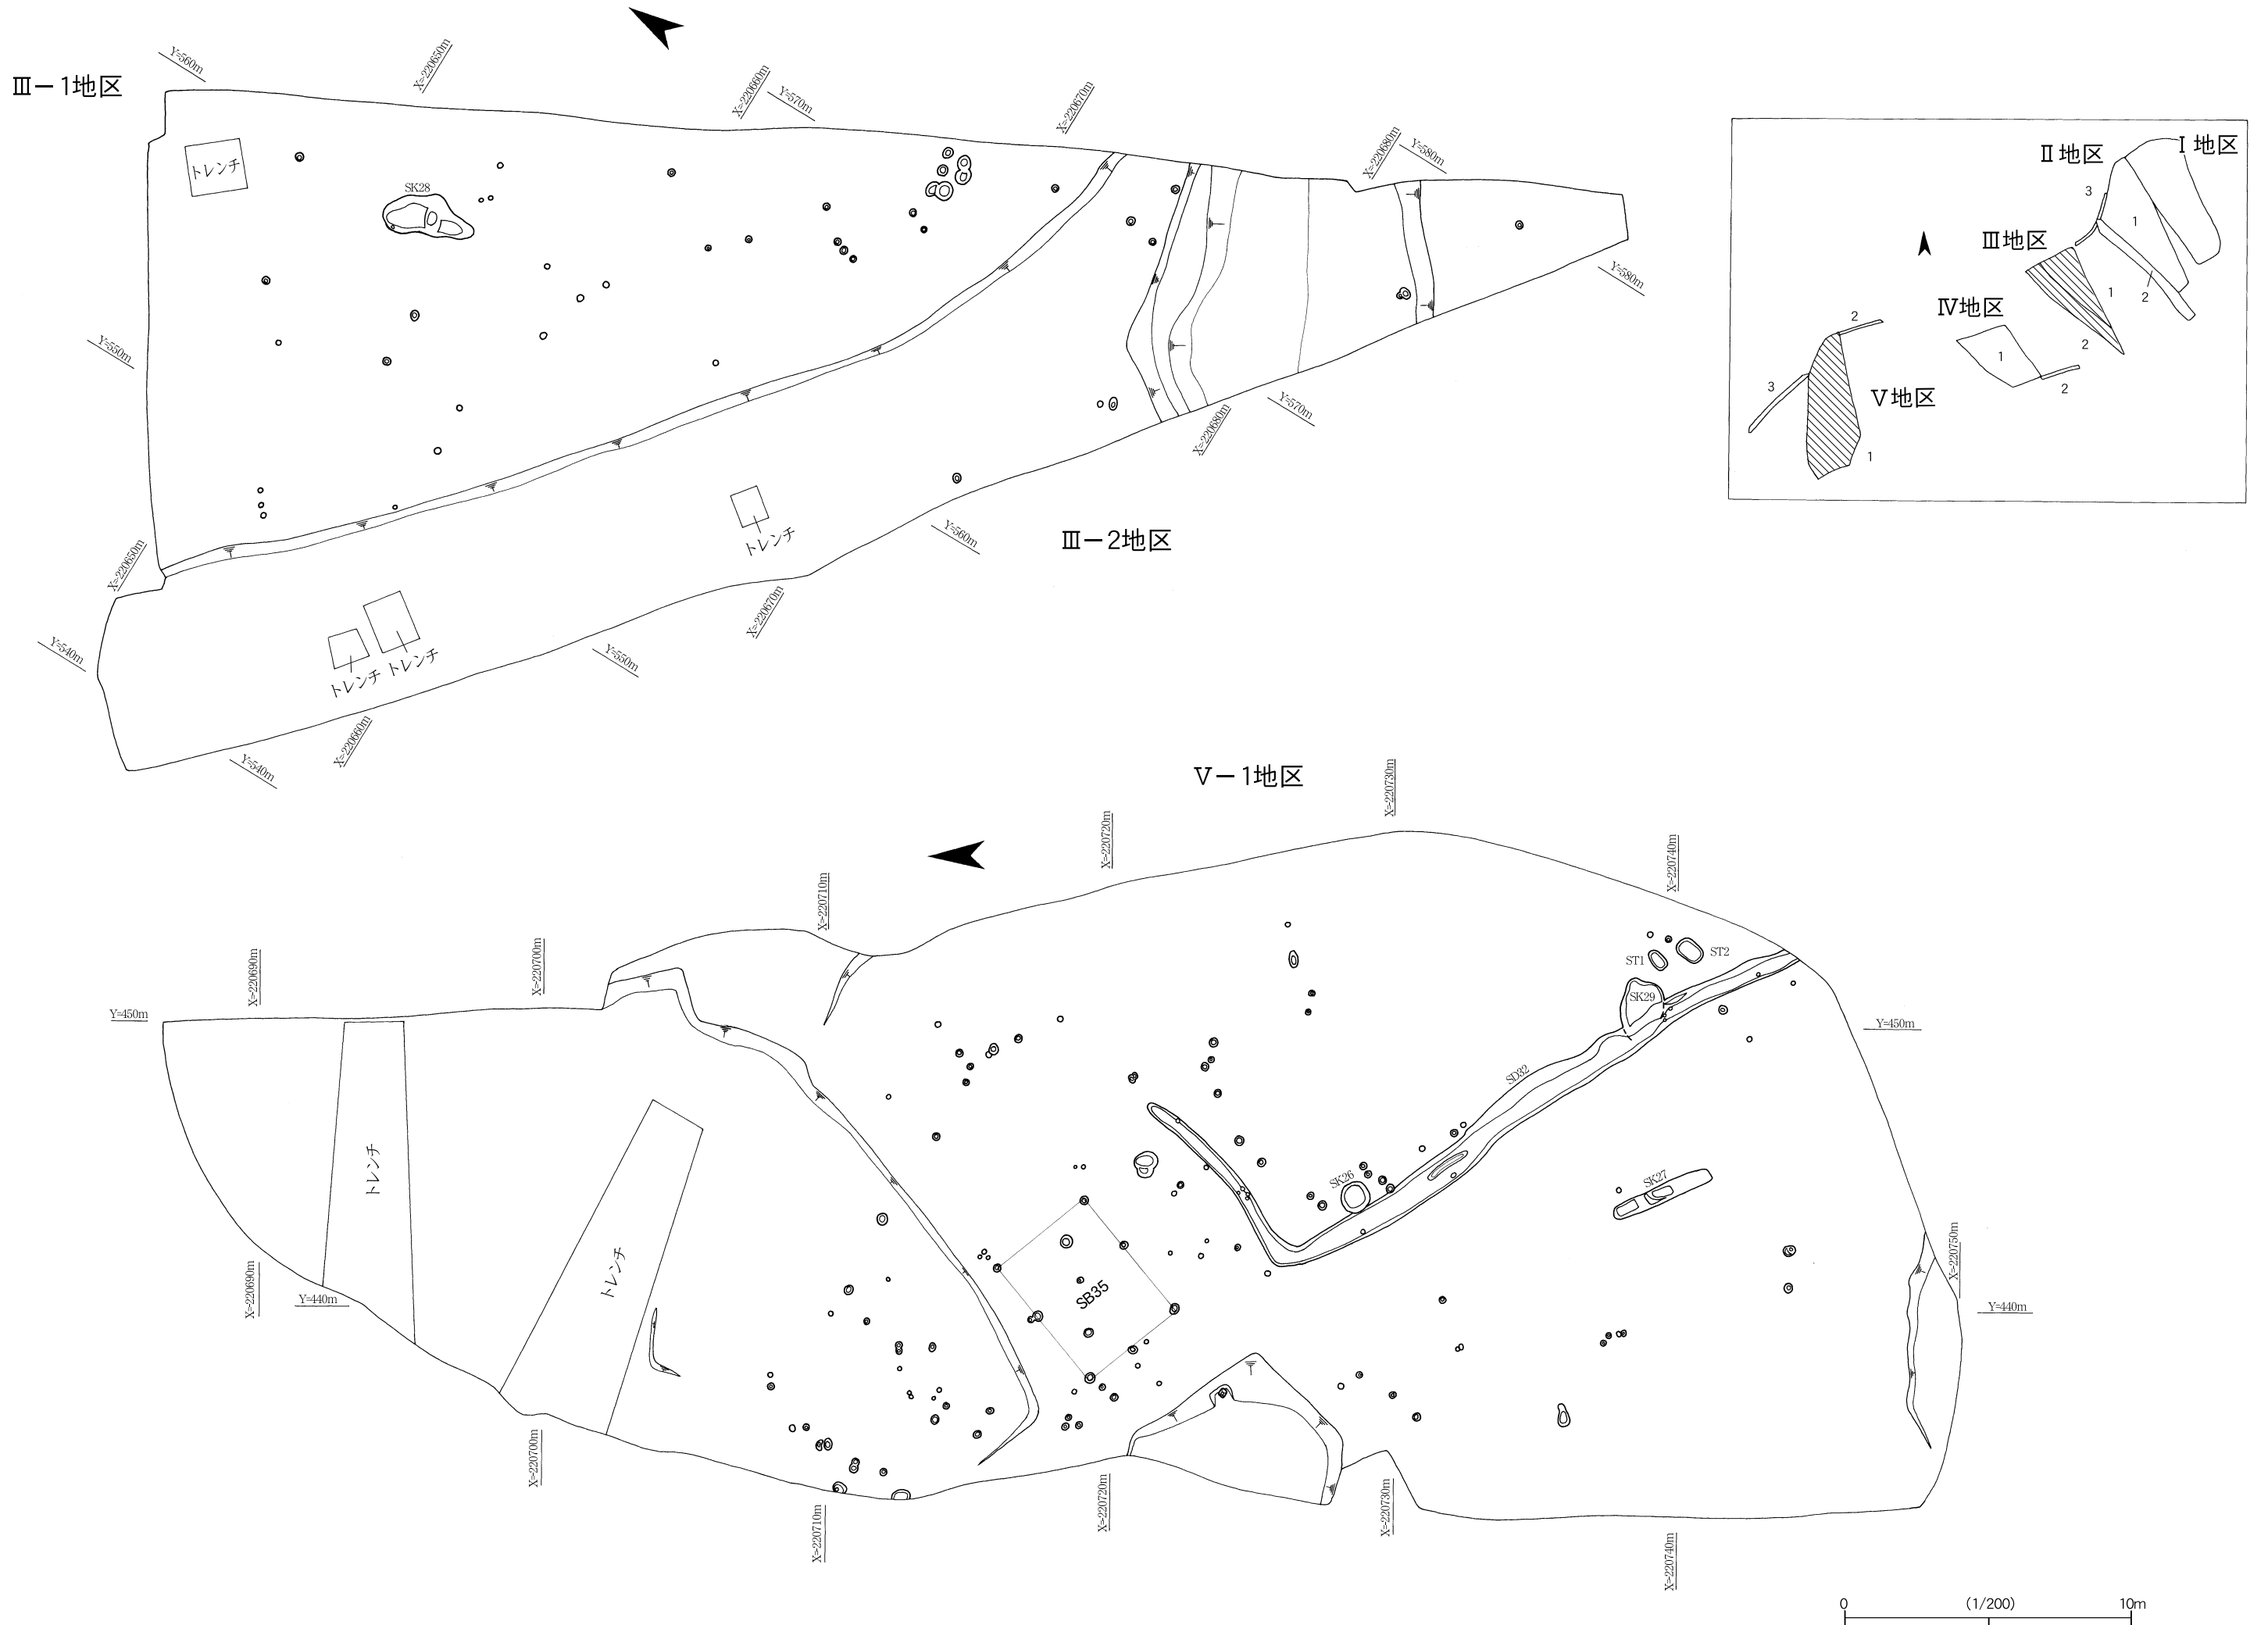 Ⅲ－1地区
Y=560m
X=-220650m
X=-220660m
Y=570m
X=-220670m
X=-220680m
Y=580m
トレンチ
SK28
Y=550m
Y=580m
X=-220650m
Y=570m
X=-220680m
トレンチ
Y=560m
Ⅲ－2地区
X=-220670m
トレンチ
トレンチ
Y=540m
Y=550m
X=-220660m
Y=540m
Ⅰ地区
Ⅱ地区
3
1
Ⅲ地区
1
2
Ⅳ地区
2
1
2
2
3
Ⅴ地区
1
Ⅴ－1地区
X=-220730m
X=-220720m
X=-220740m
X=-220710m
X=-220700m
X=-220690m
Y=450m
ST1
ST2
SK29
Y=450m
SD32
トレンチ
SK26
SK27
トレンチ
SB35
X=-220750m
X=-220690m
Y=440m
Y=440m
X=-220700m
X=-220710m
X=-220720m
X=-220730m
X=-220740m
0
（1/200）
10m